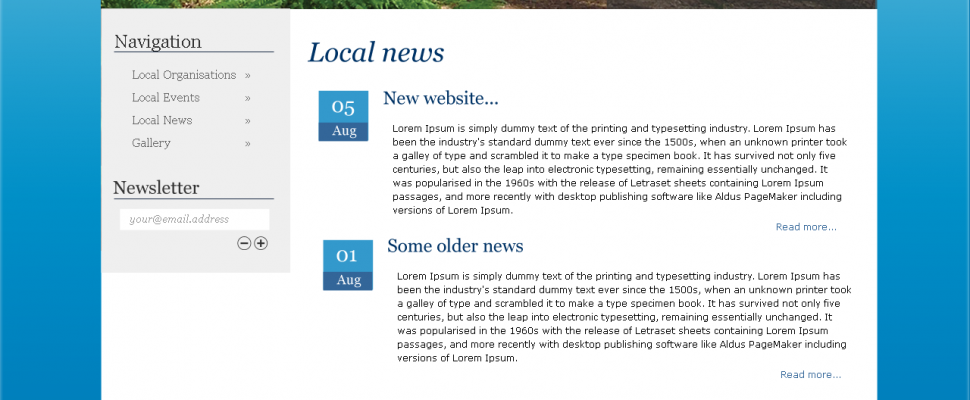 Navigation
Local Organisations »
Local Events »
Local News »
Gallery »
Newsletter
your@email.address
Local news
05
Aug
New website...
Lorem Ipsum is simply dummy text of the printing and typesetting industry. Lorem Ipsum has
been the industry's standard dummy text ever since the 1500s, when an unknown printer took
a galley of type and scrambled it to make a type specimen book. It has survived not only five
centuries, but also the leap into electronic typesetting, remaining essentially unchanged. It
was popularised in the 1960s with the release of Letraset sheets containing Lorem Ipsum
passages, and more recently with desktop publishing software like Aldus PageMaker including
versions of Lorem Ipsum.
Read more...
01
Aug
Some older news
Lorem Ipsum is simply dummy text of the printing and typesetting industry. Lorem Ipsum has
been the industry's standard dummy text ever since the 1500s, when an unknown printer took
a galley of type and scrambled it to make a type specimen book. It has survived not only five
centuries, but also the leap into electronic typesetting, remaining essentially unchanged. It
was popularised in the 1960s with the release of Letraset sheets containing Lorem Ipsum
passages, and more recently with desktop publishing software like Aldus PageMaker including
versions of Lorem Ipsum.
Read more...